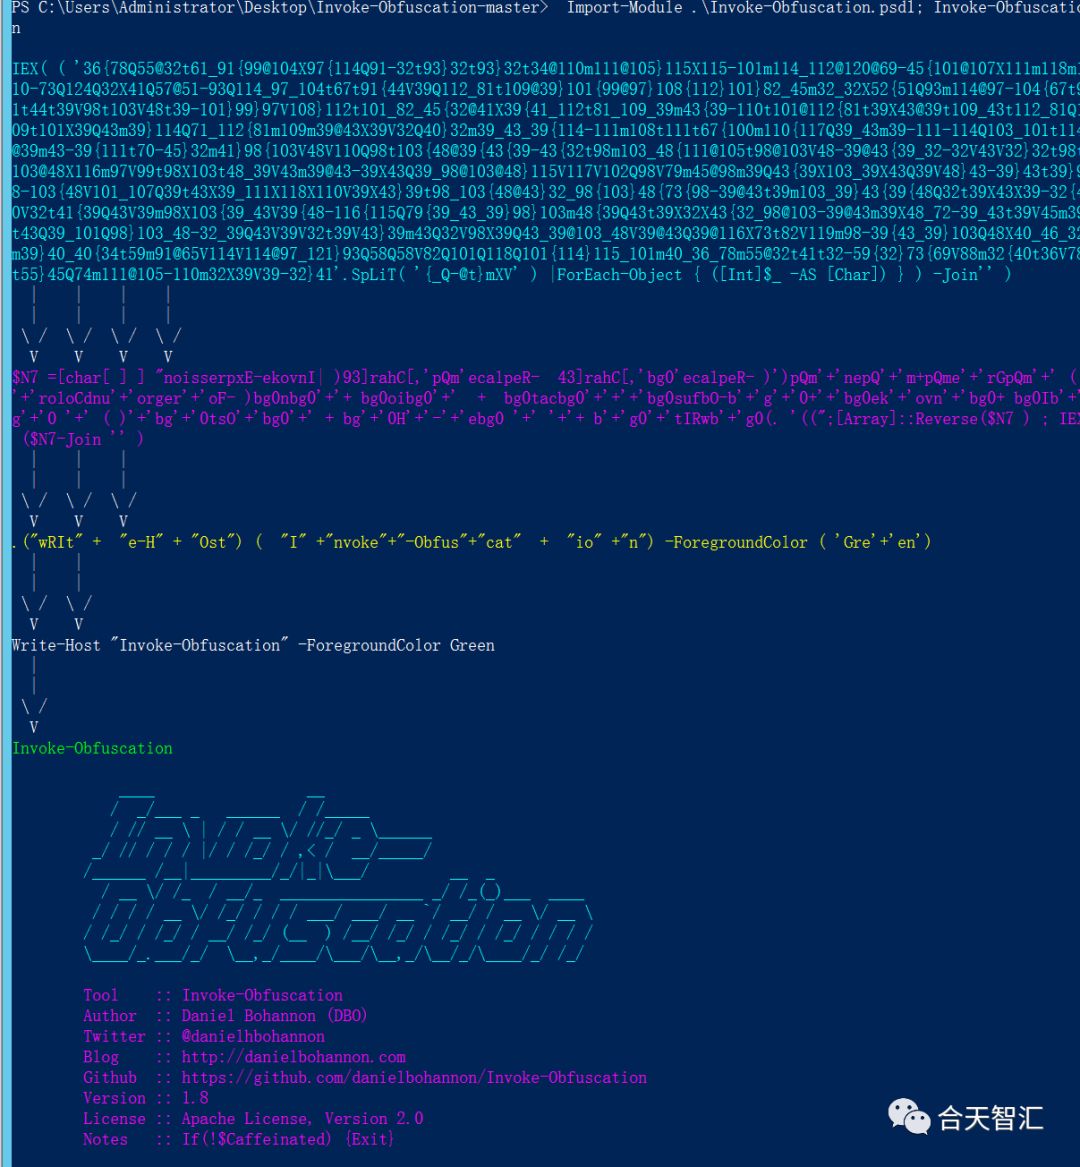 PS C:\Users\Administrator\Desktop\Invoke-Obfuscation-master> Import-Module .\Invoke-Obfuscation.psd1; Invoke-Obfuscatio
n
IEX( ( '36{78Q55@32t61_91{99@104X97{114Q91-32t93}32t93}32t34@110m111@105}115X115-101m114_112@120@69-45{101@107X111m118m1
10-73Q124Q32X41Q57@51-93Q114_97_104t67t91{44V39Q112_81t109@39}101{99@97}108{112}101}82_45m32_32X52{51Q93m114@97-104{67t9
1t44t39V98t103V48t39-101}99}97V108}112t101_82_45{32@41X39{41_112t81_109_39m43{39-110t101@112{81t39X43@39t109_43t112_81Q1
09t101X39Q43m39}114Q71_112{81m109m39@43X39V32Q40}32m39_43_39{114-111m108t111t67{100m110{117Q39_43m39-111-114Q103_101t114
@39m43-39{111t70-45}32m41}98{103V48V110Q98t103{48@39{43{39-43{32t98m103_48{111@105t98@103V48-39@43{39_32-32V43V32}32t98t
103@48X116m97V99t98X103t48_39V43m39@43-39X43Q39_98@103@48}115V117V102Q98V79m45@98m39Q43{39X103_39X43Q39V48}43-39}43t39}9
8-103{48V101_107Q39t43X39_111X118X110V39X43}39t98_103{48@43}32_98{103}48{73{98-39@43t39m103_39}43{39{48Q32t39X43X39-32{4
0V32t41{39Q43V39m98X103{39_43V39{48-116{115Q79{39_43_39}98}103m48{39Q43t39X32X43{32_98@103-39@43m39X48_72-39_43t39V45m39
t43Q39_101Q98}103_48-32_39Q43V39V32t39V43}39m43Q32V98X39Q43_39@103_48V39@43Q39@116X73t82V119m98-39{43_39}103Q48X40_46_32
m39}40_40{34t59m91@65V114V114@97_121}93Q58Q58V82Q101V118Q101{114}115_101m40_36_78m55@32t41t32-59{32}73{69V88m32{40t36V78
t55}45Q74m111@105-110m32X39V39-32}41'.SpLiT( '{_Q-@t}mXV' ) |ForEach-Object { ([Int]$_ -AS [Char]) } ) -Join'' )
$N7 =[char[ ] ] "noisserpxE-ekovnI| )93]rahC[,'pQm'ecalpeR-  43]rahC[,'bg0'ecalpeR- )')pQm'+'nepQ'+'m+pQme'+'rGpQm'+' (
'+'roloCdnu'+'orger'+'oF- )bg0nbg0'+'+ bg0oibg0'+'  +  bg0tacbg0'+'+'+'bg0sufbO-b'+'g'+'0+'+'bg0ek'+'ovn'+'bg0+ bg0Ib'+'
g'+'0 '+' ( )'+'bg'+'0tsO'+'bg0'+' + bg'+'0H'+'-'+'ebg0 '+' '+'+ b'+'g0'+'tIRwb'+'g0(. '((";[Array]::Reverse($N7 ) ; IEX
 ($N7-Join '' )
.("wRIt" +  "e-H" + "Ost") (  "I" +"nvoke"+"-Obfus"+"cat"  +  "io" +"n") -ForegroundColor ( 'Gre'+'en')
Write-Host "Invoke-Obfuscation" -ForegroundColor Green
Invoke-Obfuscation
Invoke-
Obfuscation
Tool :: Invoke-Obfuscation
Author :: Daniel Bohannon (DBO)
Twitter :: @danielhbohannon
Blog :: http://danielbohannon.com
Github :: https://github.com/danielbohannon/Invoke-Obfuscation
Version :: 1.8
License :: Apache License, Version 2.0
Notes :: If(!$Caffeinated) {Exit}
合天智汇